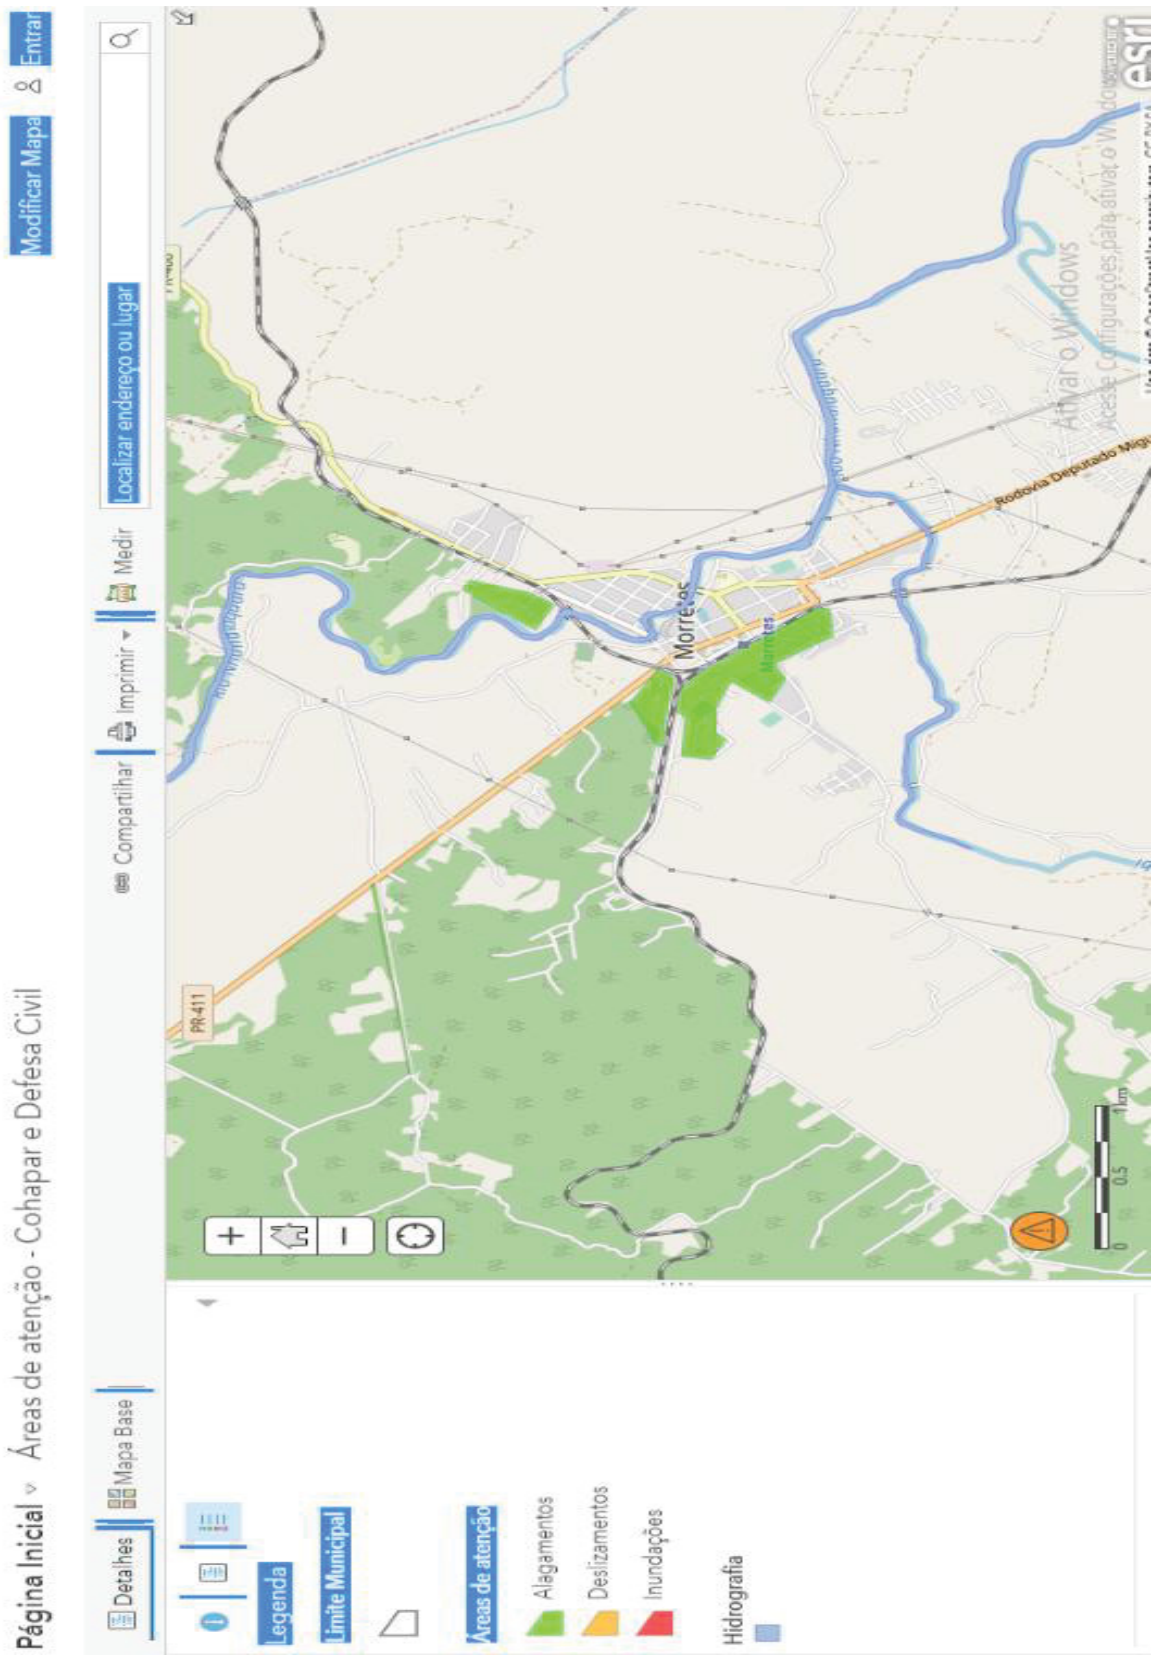 Página Inicial Áreas de atenção - Cohapar e Defesa Civil
Modificar Mapa Entrar
Detalhes Mapa Base Compartilhar Imprimir Medir Localizar endereço ou lugar
Legenda
Limite Municipal
Áreas de atenção
Alagamentos
Deslizamentos
Inundações
Hidrografia
+
−
PR-411
Morretes
Morretes
Rodovia Deputado Migu
0 0.5 1km
Ativar o Windows
Acesse Configurações para ativar o Windows
esri